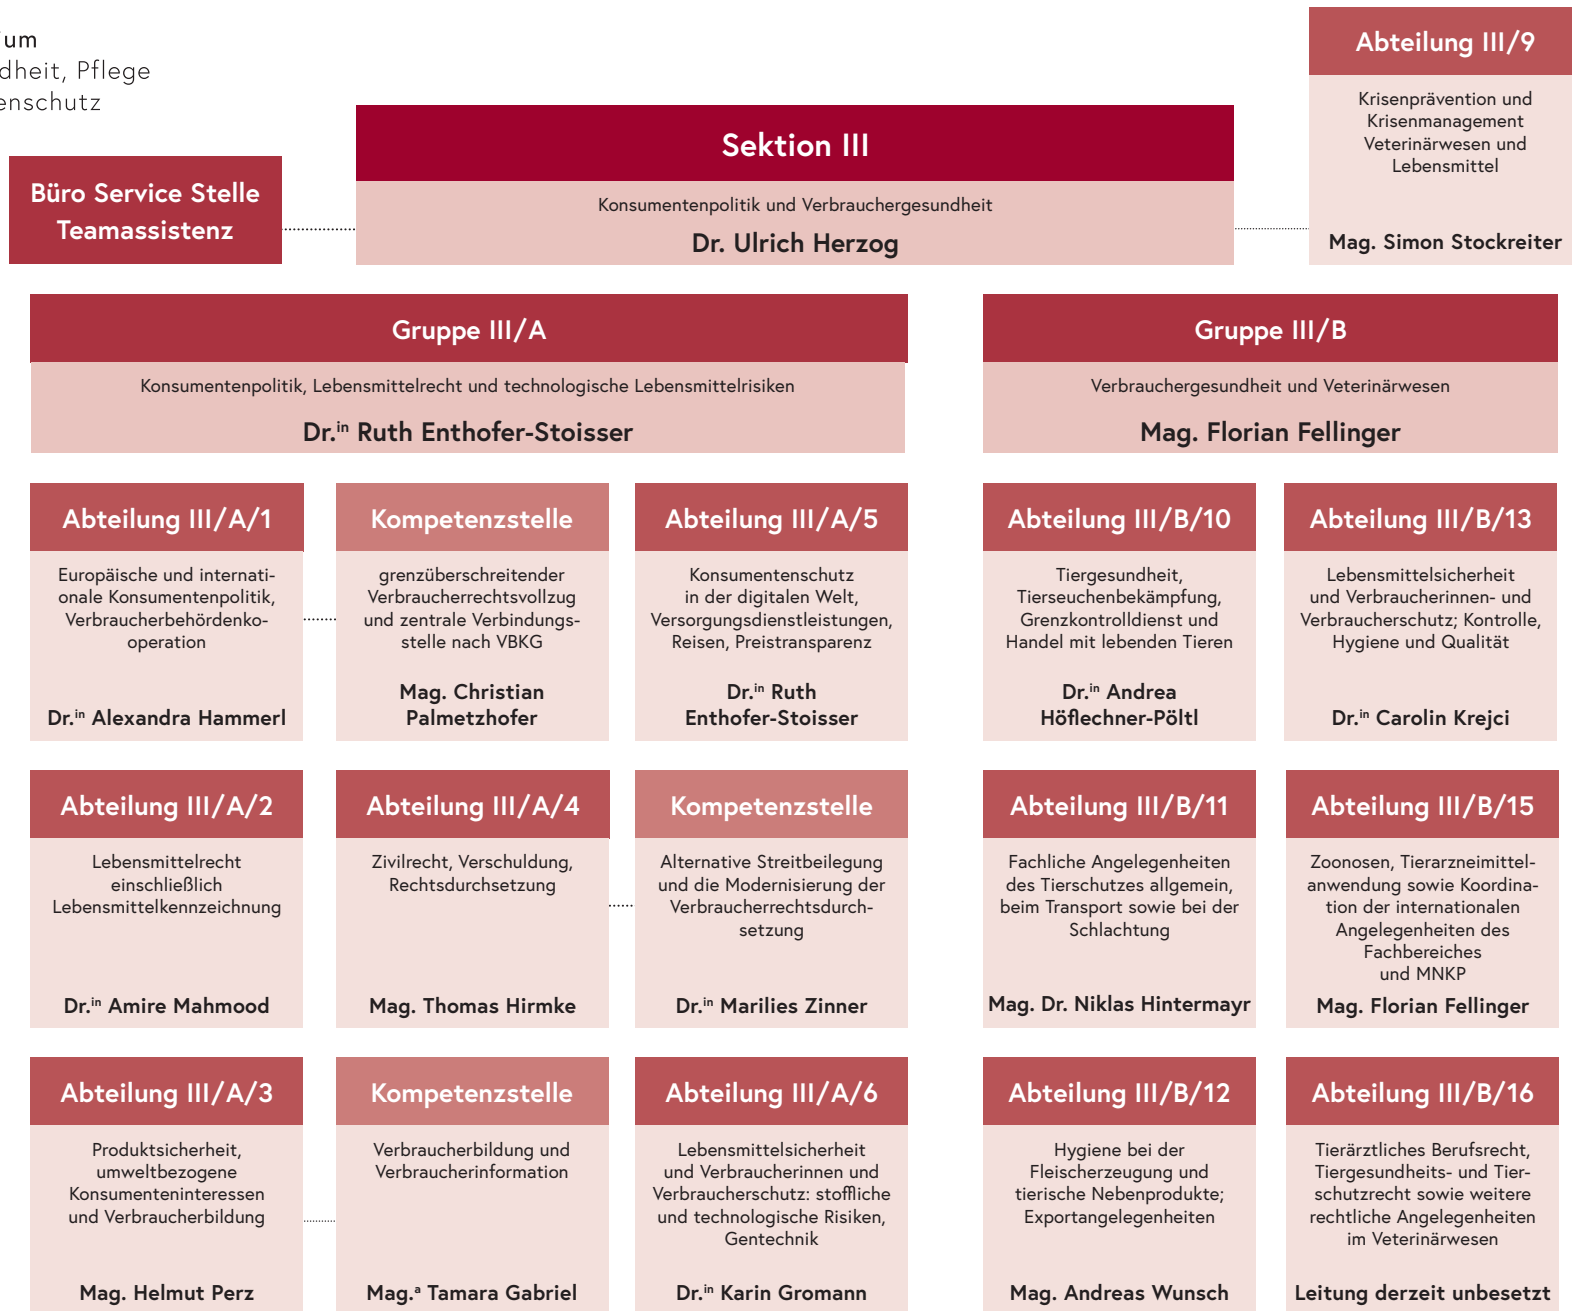 dheit, Pflege
enschutz
Büro Service Stelle
Teamassistenz
Sektion III
Konsumentenpolitik und Verbrauchergesundheit
Dr. Ulrich Herzog
Abteilung III/9
Krisenprävention und
Krisenmanagement
Veterinärwesen und
Lebensmittel
Mag. Simon Stockreiter
Gruppe III/A
Konsumentenpolitik, Lebensmittelrecht und technologische Lebensmittelrisiken
Dr.in Ruth Enthofer-Stoisser
Gruppe III/B
Verbrauchergesundheit und Veterinärwesen
Mag. Florian Fellinger
Abteilung III/A/1
Europäische und internati-
onale Konsumentenpolitik,
Verbraucherbehördenko-
operation
Dr.in Alexandra Hammerl
Kompetenzstelle
grenzüberschreitender
Verbraucherrechtsvollzug
und zentrale Verbindungs-
stelle nach VBKG
Mag. Christian
Palmetzhofer
Abteilung III/A/5
Konsumentenschutz
in der digitalen Welt,
Versorgungsdienstleistungen,
Reisen, Preistransparenz
Dr.in Ruth
Enthofer-Stoisser
Abteilung III/B/10
Tiergesundheit,
Tierseuchenbekämpfung,
Grenzkontrolldienst und
Handel mit lebenden Tieren
Dr.in Andrea
Höflechner-Pöltl
Abteilung III/B/13
Lebensmittelsicherheit
und Verbraucherinnen- und
Verbraucherschutz; Kontrolle,
Hygiene und Qualität
Dr.in Carolin Krejci
Abteilung III/A/2
Lebensmittelrecht
einschließlich
Lebensmittelkennzeichnung
Dr.in Amire Mahmood
Abteilung III/A/4
Zivilrecht, Verschuldung,
Rechtsdurchsetzung
Mag. Thomas Hirmke
Kompetenzstelle
Alternative Streitbeilegung
und die Modernisierung der
Verbraucherrechtsdurch-
setzung
Dr.in Marilies Zinner
Abteilung III/B/11
Fachliche Angelegenheiten
des Tierschutzes allgemein,
beim Transport sowie bei der
Schlachtung
Mag. Dr. Niklas Hintermayr
Abteilung III/B/15
Zoonosen, Tierarzneimittel-
anwendung sowie Koordina-
tion der internationalen
Angelegenheiten des
Fachbereiches
und MNKP
Mag. Florian Fellinger
Abteilung III/A/3
Produktsicherheit,
umweltbezogene
Konsumenteninteressen
und Verbraucherbildung
Mag. Helmut Perz
Kompetenzstelle
Verbraucherbildung und
Verbraucherinformation
Mag.a Tamara Gabriel
Abteilung III/A/6
Lebensmittelsicherheit
und Verbraucherinnen und
Verbraucherschutz: stoffliche
und technologische Risiken,
Gentechnik
Dr.in Karin Gromann
Abteilung III/B/12
Hygiene bei der
Fleischerzeugung und
tierische Nebenprodukte;
Exportangelegenheiten
Mag. Andreas Wunsch
Abteilung III/B/16
Tierärztliches Berufsrecht,
Tiergesundheits- und Tier-
schutzrecht sowie weitere
rechtliche Angelegenheiten
im Veterinärwesen
Leitung derzeit unbesetzt